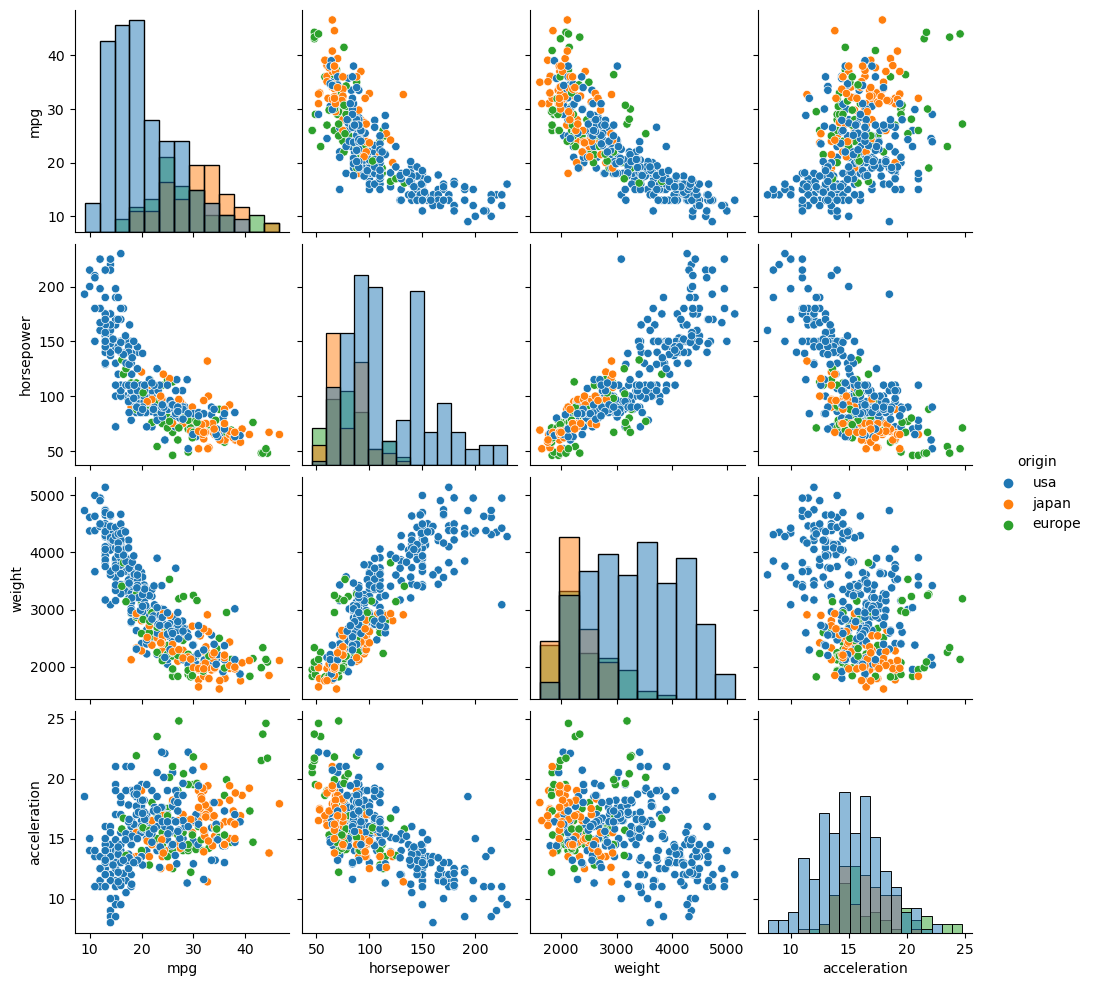 40
30
20
10
mpg
200
150
100
50
horsepower
5000
4000
3000
2000
weight
25
20
15
10
acceleration
10 20 30 40
mpg
50 100 150 200
horsepower
2000 3000 4000 5000
weight
10 15 20 25
acceleration
origin
usa
japan
europe